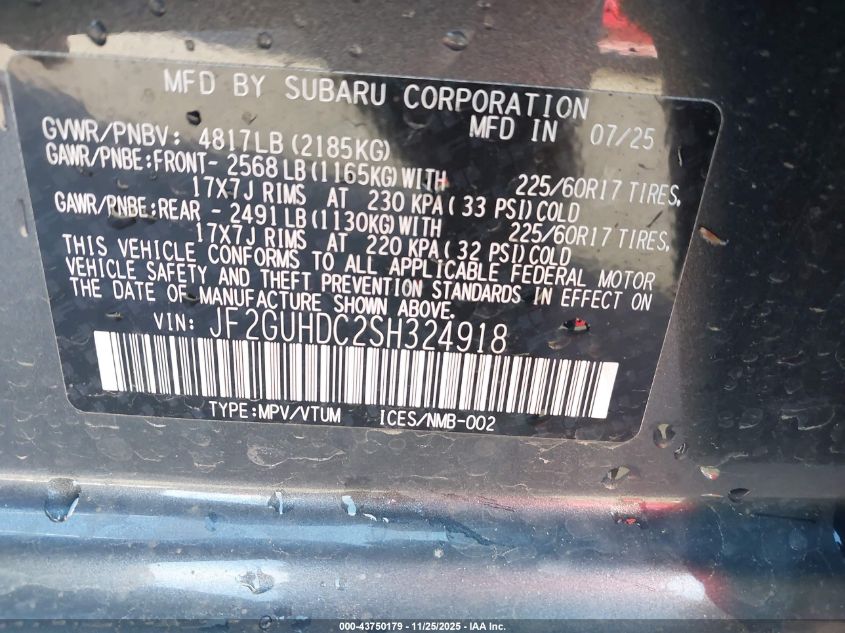 MFD BY SUBARU CORPORATION
MFD IN 07/25
GVWR/PNBV: 4817LB (2185KG)
GAWR/PNBE:FRONT- 2568 LB (1165KG) WITH 225/60R17 TIRES,
17X7J RIMS AT 230 KPA ( 33 PSI) COLD
GAWR/PNBE:REAR - 2491 LB (1130KG) WITH 225/60R17 TIRES,
17X7J RIMS AT 220 KPA ( 32 PSI) COLD
THIS VEHICLE CONFORMS TO ALL APPLICABLE FEDERAL MOTOR
VEHICLE SAFETY AND THEFT PREVENTION STANDARDS IN EFFECT ON
THE DATE OF MANUFACTURE SHOWN ABOVE.
VIN: JF2GUHDC2SH324918
TYPE:MPV/VTUM ICES/NMB-002
000-43750179 - 11/25/2025 - IAA Inc.